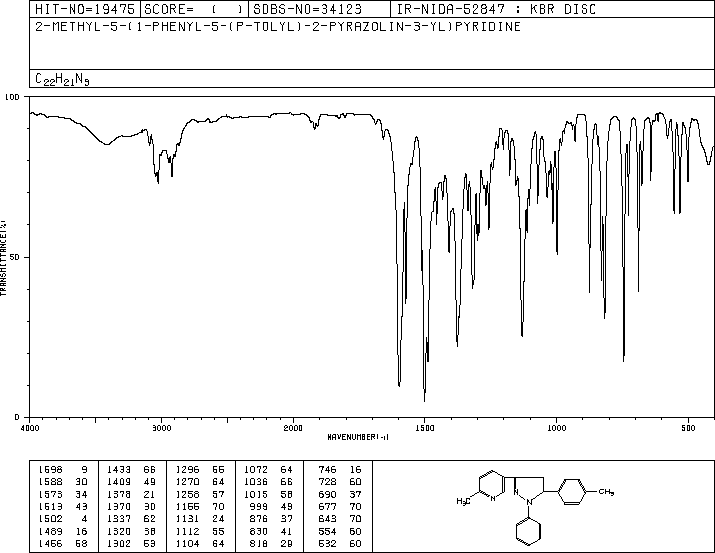 HIT-NO=19475 SCORE= ( ) SDBS-NO=34123 IR-NIDA-52847 : KBR DISC
2-METHYL-5-(1-PHENYL-5-(P-TOLYL)-2-PYRAZOLIN-3-YL)PYRIDINE
C22H21N3
100
50
0
TRANSMITTANCE(%)
4000 3000 2000 1500 1000 500
WAVENUMBER(-1)
1598 9 1433 66 1296 55 1072 64 746 16
1588 30 1409 49 1270 64 1036 66 728 60
1573 34 1378 21 1258 57 1015 58 690 37
1513 43 1370 30 1166 70 999 49 677 70
1502 4 1337 62 1131 24 876 37 643 70
1489 16 1320 38 1112 55 830 41 554 60
1456 58 1302 53 1104 64 818 29 532 60
H3C N N N CH3